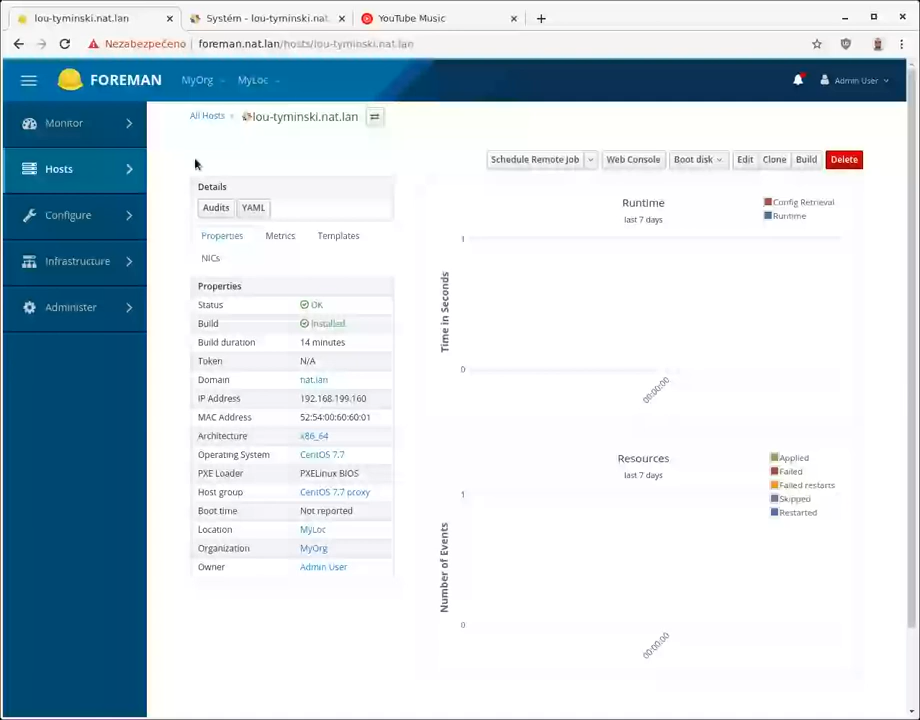 lou-tyminski.nat.lan
Systém - lou-tyminski.nat
YouTube Music
Nezabezpečeno
foreman.nat.lan/hosts/lou-tyminski.nat.lan
FOREMAN
MyOrg
MyLoc
Admin User
Monitor
Hosts
Configure
Infrastructure
Administer
All Hosts
lou-tyminski.nat.lan
Schedule Remote Job
Web Console
Boot disk
Edit
Clone
Build
Delete
Details
Audits
YAML
Properties
Metrics
Templates
NICs
Properties
Status OK
Build Installed
Build duration 14 minutes
Token N/A
Domain nat.lan
IP Address 192.168.199.160
MAC Address 52:54:00:60:60:01
Architecture x86_64
Operating System CentOS 7.7
PXE Loader PXELinux BIOS
Host group CentOS 7.7 proxy
Boot time Not reported
Location MyLoc
Organization MyOrg
Owner Admin User
Runtime
last 7 days
Config Retrieval
Runtime
Time in Seconds
1
0
00:00:00
Resources
last 7 days
Applied
Failed
Failed restarts
Skipped
Restarted
Number of Events
1
0
00:00:00